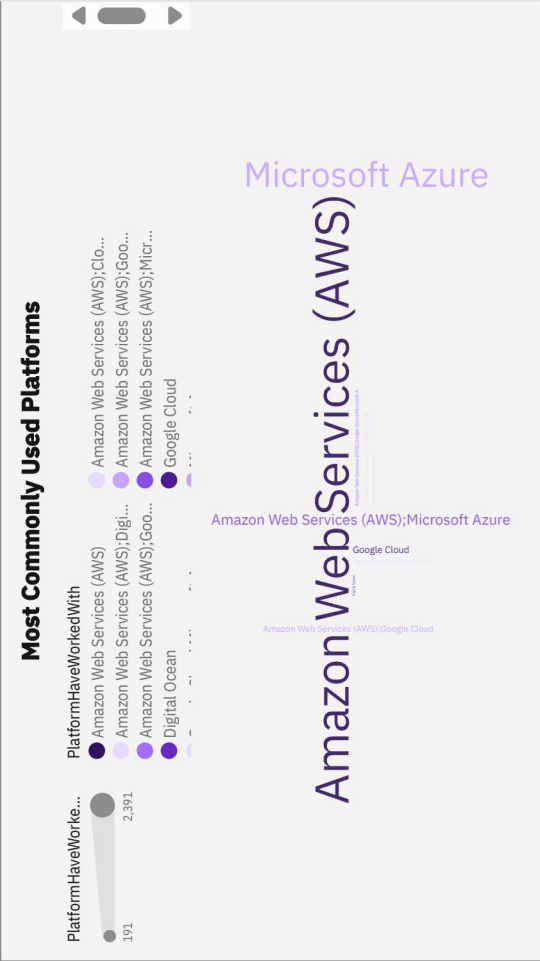 Most Commonly Used Platforms
PlatformHaveWorke...
191
2,391
PlatformHaveWorkedWith
Amazon Web Services (AWS)
Amazon Web Services (AWS);Clo...
Amazon Web Services (AWS);Digi...
Amazon Web Services (AWS);Goo...
Amazon Web Services (AWS);Goo...
Amazon Web Services (AWS);Micr...
Digital Ocean
Google Cloud
Microsoft Azure
Amazon Web Services (AWS)
Amazon Web Services (AWS);Microsoft Azure
Google Cloud
Amazon Web Services (AWS);Google Cloud